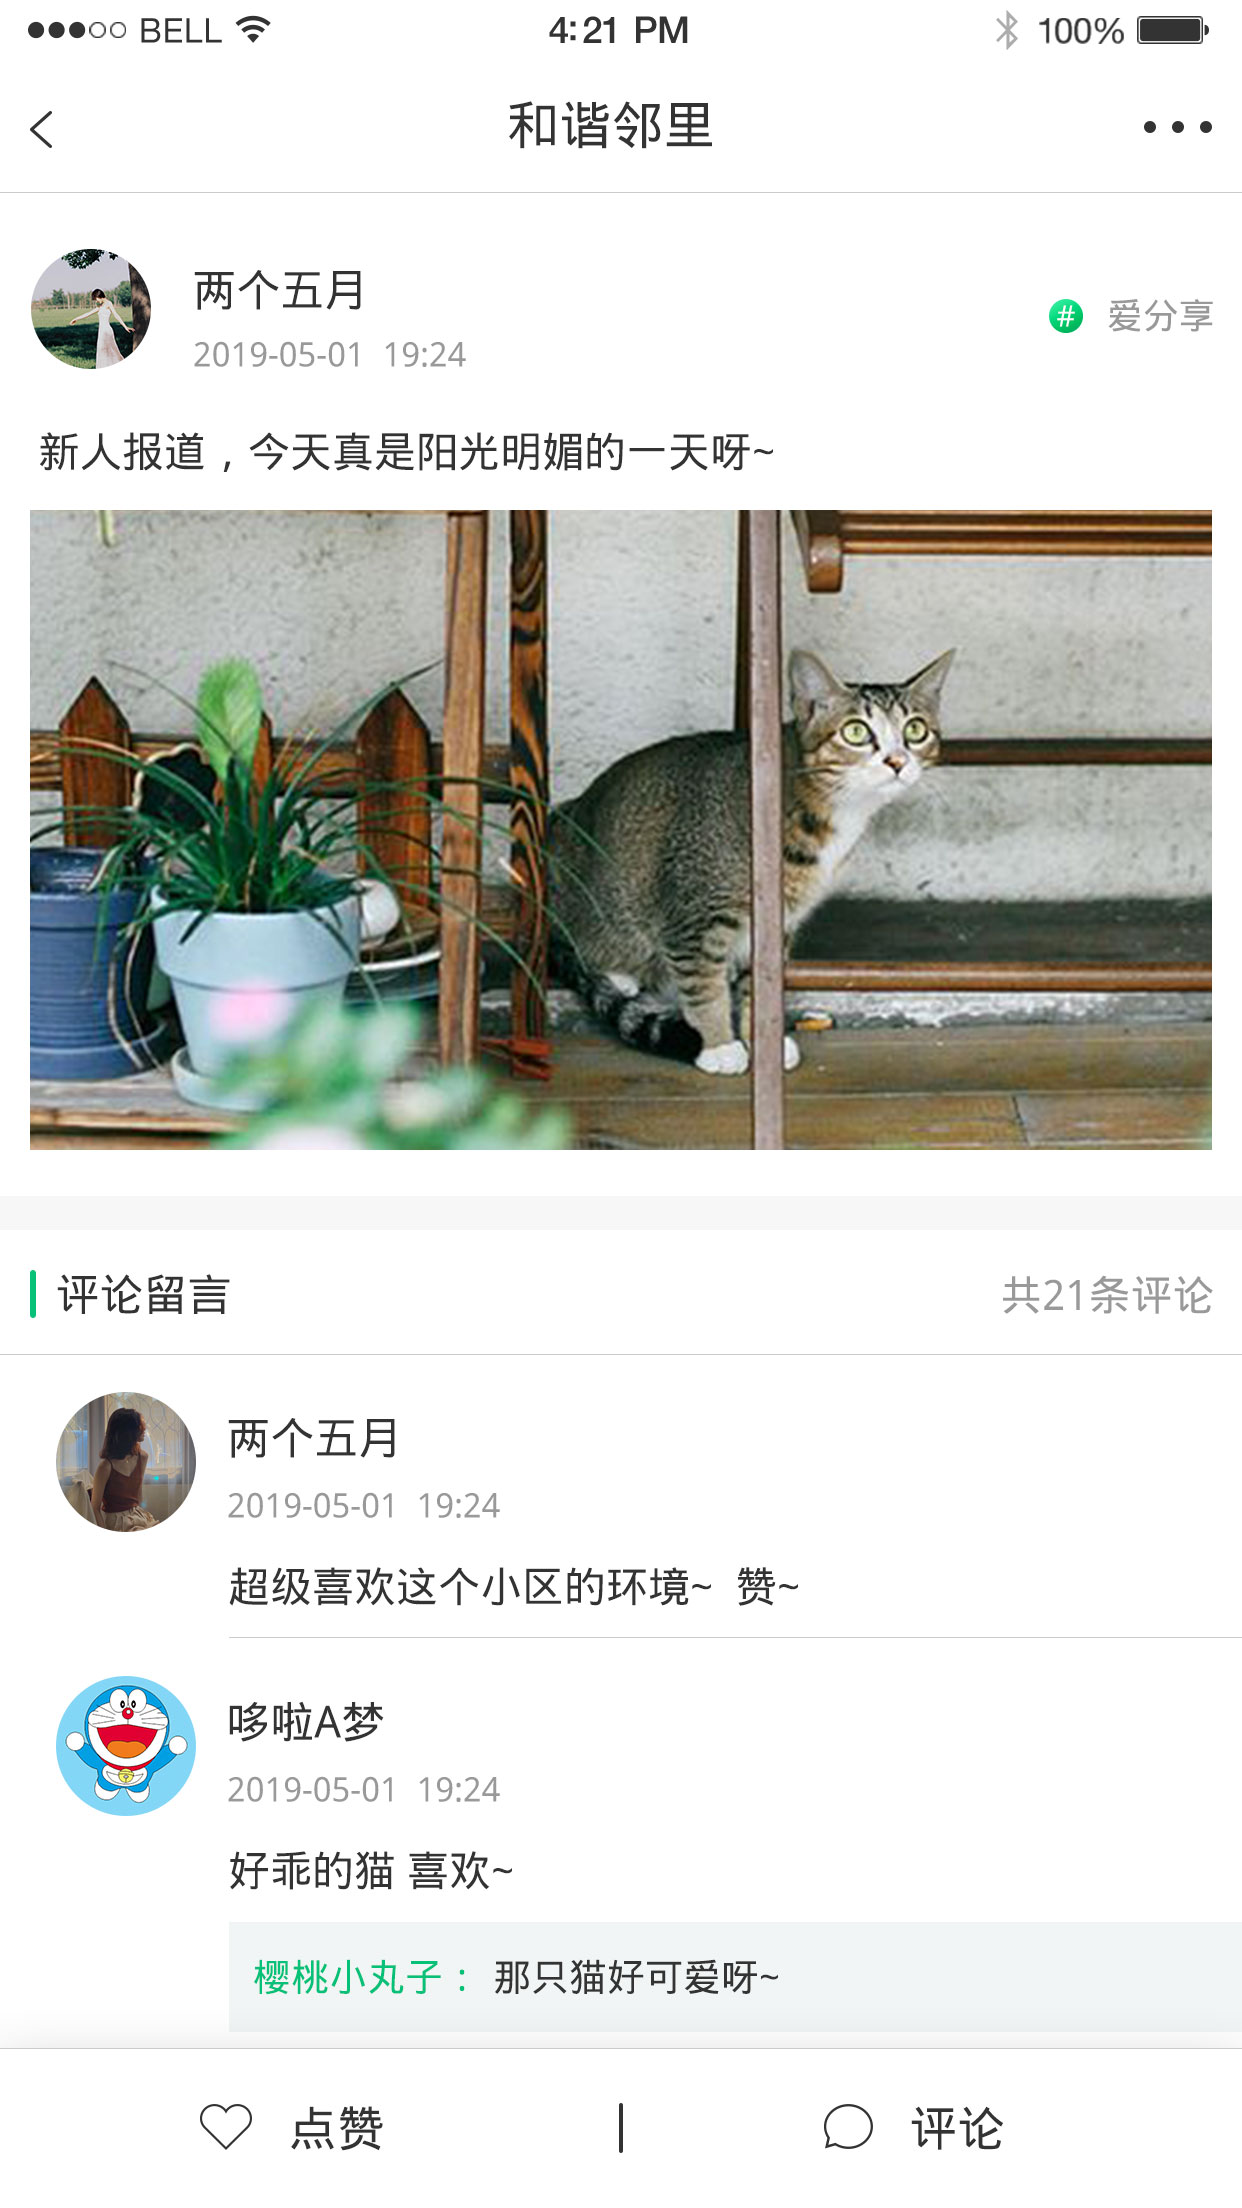 BELL 4:21 PM 100%
和谐邻里
两个五月
2019-05-01 19:24
# 爱分享
新人报道，今天真是阳光明媚的一天呀~
评论留言 共21条评论
两个五月
2019-05-01 19:24
超级喜欢这个小区的环境~ 赞~
哆啦A梦
2019-05-01 19:24
好乖的猫 喜欢~
樱桃小丸子： 那只猫好可爱呀~
点赞 | 评论